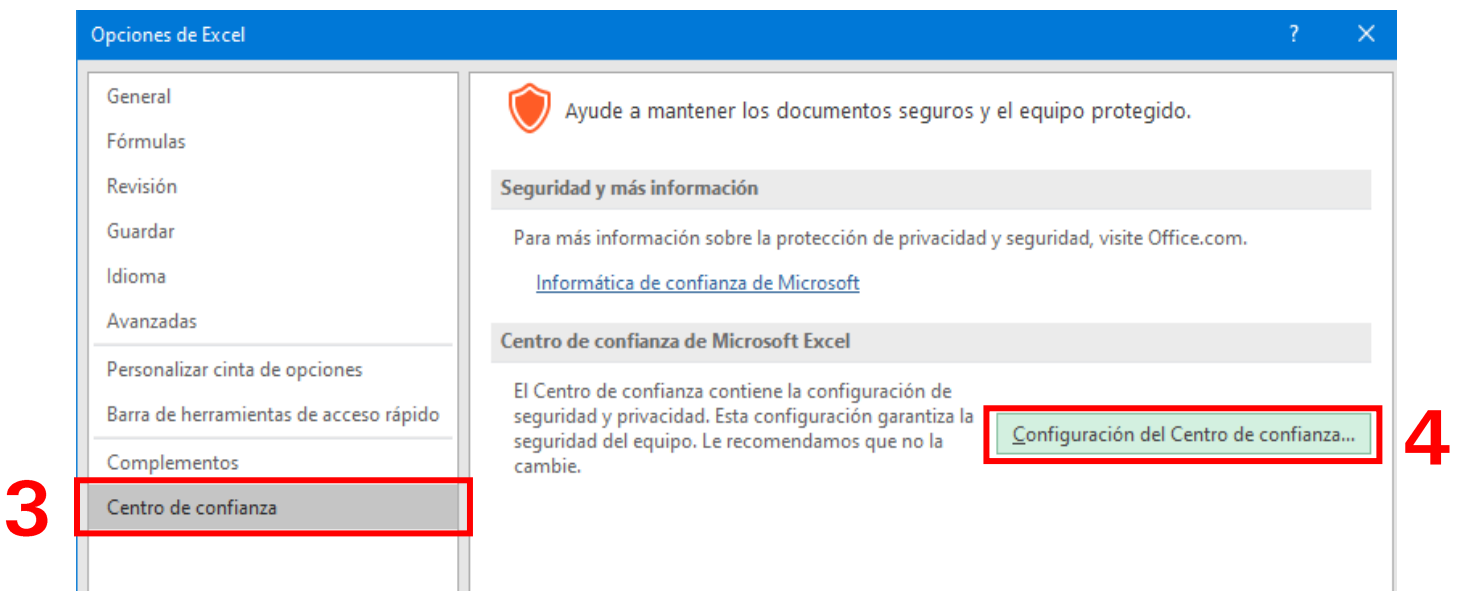 Opciones de Excel
?
×
General
Fórmulas
Revisión
Guardar
Idioma
Avanzadas
Personalizar cinta de opciones
Barra de herramientas de acceso rápido
Complementos
3
Centro de confianza
Ayude a mantener los documentos seguros y el equipo protegido.
Seguridad y más información
Para más información sobre la protección de privacidad y seguridad, visite Office.com.
Informática de confianza de Microsoft
Centro de confianza de Microsoft Excel
El Centro de confianza contiene la configuración de
seguridad y privacidad. Esta configuración garantiza la
seguridad del equipo. Le recomendamos que no la
cambie.
Configuración del Centro de confianza...
4